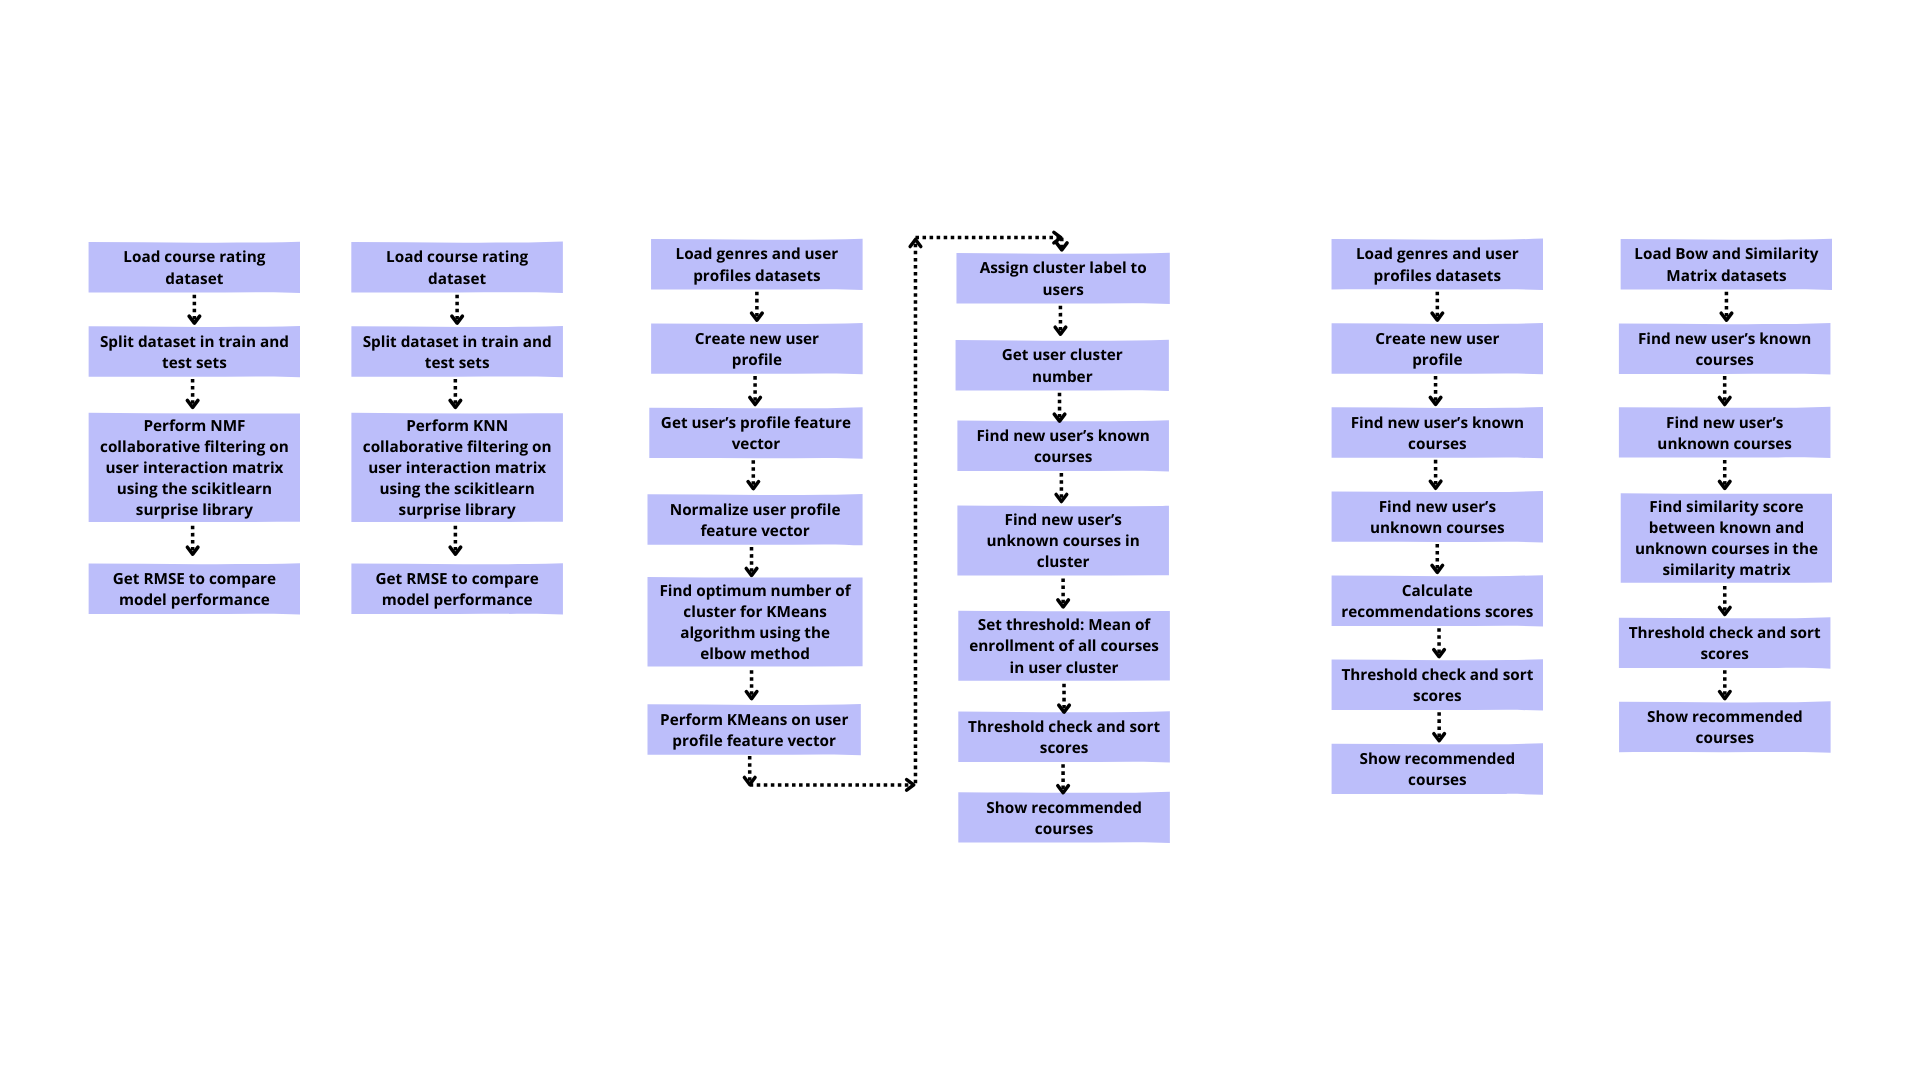 Load course rating
dataset
Split dataset in train and
test sets
Perform NMF
collaborative filtering on
user interaction matrix
using the scikitlearn
surprise library
Get RMSE to compare
model performance
Load course rating
dataset
Split dataset in train and
test sets
Perform KNN
collaborative filtering on
user interaction matrix
using the scikitlearn
surprise library
Get RMSE to compare
model performance
Load genres and user
profiles datasets
Create new user
profile
Get user’s profile feature
vector
Normalize user profile
feature vector
Find optimum number of
cluster for KMeans
algorithm using the
elbow method
Perform KMeans on user
profile feature vector
Assign cluster label to
users
Get user cluster
number
Find new user’s known
courses
Find new user’s
unknown courses in
cluster
Set threshold: Mean of
enrollment of all courses
in user cluster
Threshold check and sort
scores
Show recommended
courses
Load genres and user
profiles datasets
Create new user
profile
Find new user’s known
courses
Find new user’s
unknown courses
Calculate
recommendations scores
Threshold check and sort
scores
Show recommended
courses
Load Bow and Similarity
Matrix datasets
Find new user’s known
courses
Find new user’s
unknown courses
Find similarity score
between known and
unknown courses in the
similarity matrix
Threshold check and sort
scores
Show recommended
courses